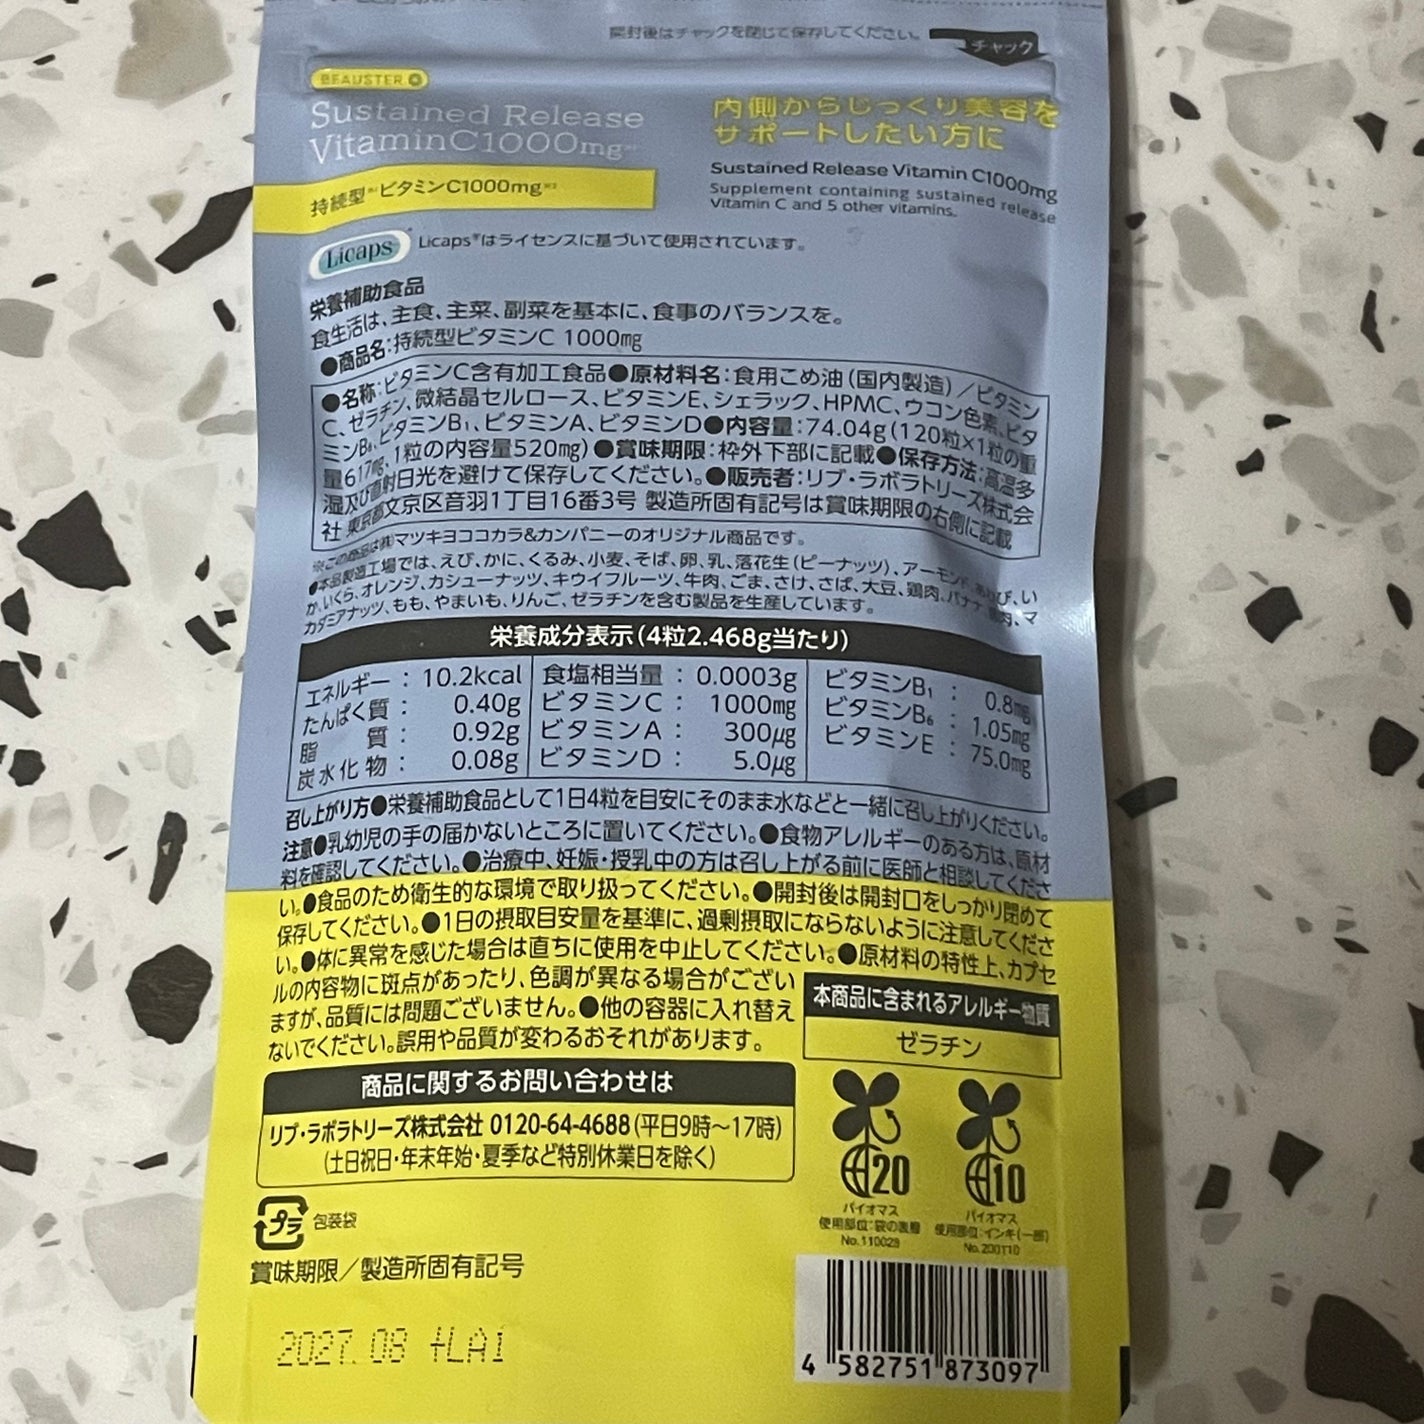 開封後はチャックを閉じて保存してください。
チャック
BEAUSTER
Sustained Release
VitaminC1000mg
持続型 ビタミンC1000mg
内側からじっくり美容を
サポートしたい方に
Sustained Release Vitamin C1000mg
Supplement containing sustained release
Vitamin C and 5 other vitamins.
Licaps Licaps®はライセンスに基づいて使用されています。
栄養補助食品
食生活は、主食、主菜、副菜を基本に、食事のバランスを。
●商品名:持続型ビタミンC 1000mg
●名称:ビタミンC含有加工食品●原材料名:食用こめ油(国内製造)/ビタミン
C、ゼラチン、微結晶セルロース、ビタミンE、シェラック、HPMC、ウコン色素、ビタ
ミンB₆、ビタミンB₁、ビタミンA、ビタミンD●内容量:74.04g(120粒×1粒の重
量617mg、1粒の内容量520mg)●賞味期限:枠外下部に記載●保存方法:高温多
湿及び直射日光を避けて保存してください。●販売者:リブ・ラボラトリーズ株式会
社 東京都文京区音羽1丁目16番3号 製造所固有記号は賞味期限の右側に記載
※この商品は㈱マツキヨココカラ&カンパニーのオリジナル商品です。
●本品製造工場では、えび、かに、くるみ、小麦、そば、卵、乳、落花生(ピーナッツ)、アーモンド、あわび、い
か、いくら、オレンジ、カシューナッツ、キウイフルーツ、牛肉、ごま、さけ、さば、大豆、鶏肉、バナナ、豚肉、マ
カダミアナッツ、もも、やまいも、りんご、ゼラチンを含む製品を生産しています。
栄養成分表示(4粒2.468g当たり)
エネルギー : 10.2kcal
たんぱく質 : 0.40g
脂質 : 0.92g
炭水化物 : 0.08g
食塩相当量 : 0.0003g
ビタミンC : 1000mg
ビタミンA : 300μg
ビタミンD : 5.0μg
ビタミンB₁ : 0.8mg
ビタミンB₆ : 1.05mg
ビタミンE : 75.0mg
召し上がり方●栄養補助食品として1日4粒を目安にそのまま水などと一緒に召し上がりください。
注意●乳幼児の手の届かないところに置いてください。●食物アレルギーのある方は、原材
料を確認してください。●治療中、妊娠・授乳中の方は召し上がる前に医師と相談してくださ
い。●食品のため衛生的な環境で取り扱ってください。●開封後は開封口をしっかり閉めて
保存してください。●1日の摂取目安量を基準に、過剰摂取にならないように注意してくださ
い。●体に異常を感じた場合は直ちに使用を中止してください。●原材料の特性上、カプセ
ルの内容物に斑点があったり、色調が異なる場合がござい
ますが、品質には問題ございません。●他の容器に入れ替え
ないでください。誤用や品質が変わるおそれがあります。
本商品に含まれるアレルギー物質
ゼラチン
商品に関するお問い合わせは
リブ・ラボラトリーズ株式会社 0120-64-4688(平日9時〜17時)
(土日祝日・年末年始・夏季など特別休業日を除く)
20
バイオマス
使用部位:袋の表層
No.110028
10
バイオマス
使用部位:インキ(一部)
No.200110
プラ 包装袋
賞味期限/製造所固有記号
2027.08 +LA1
4 582751 873097